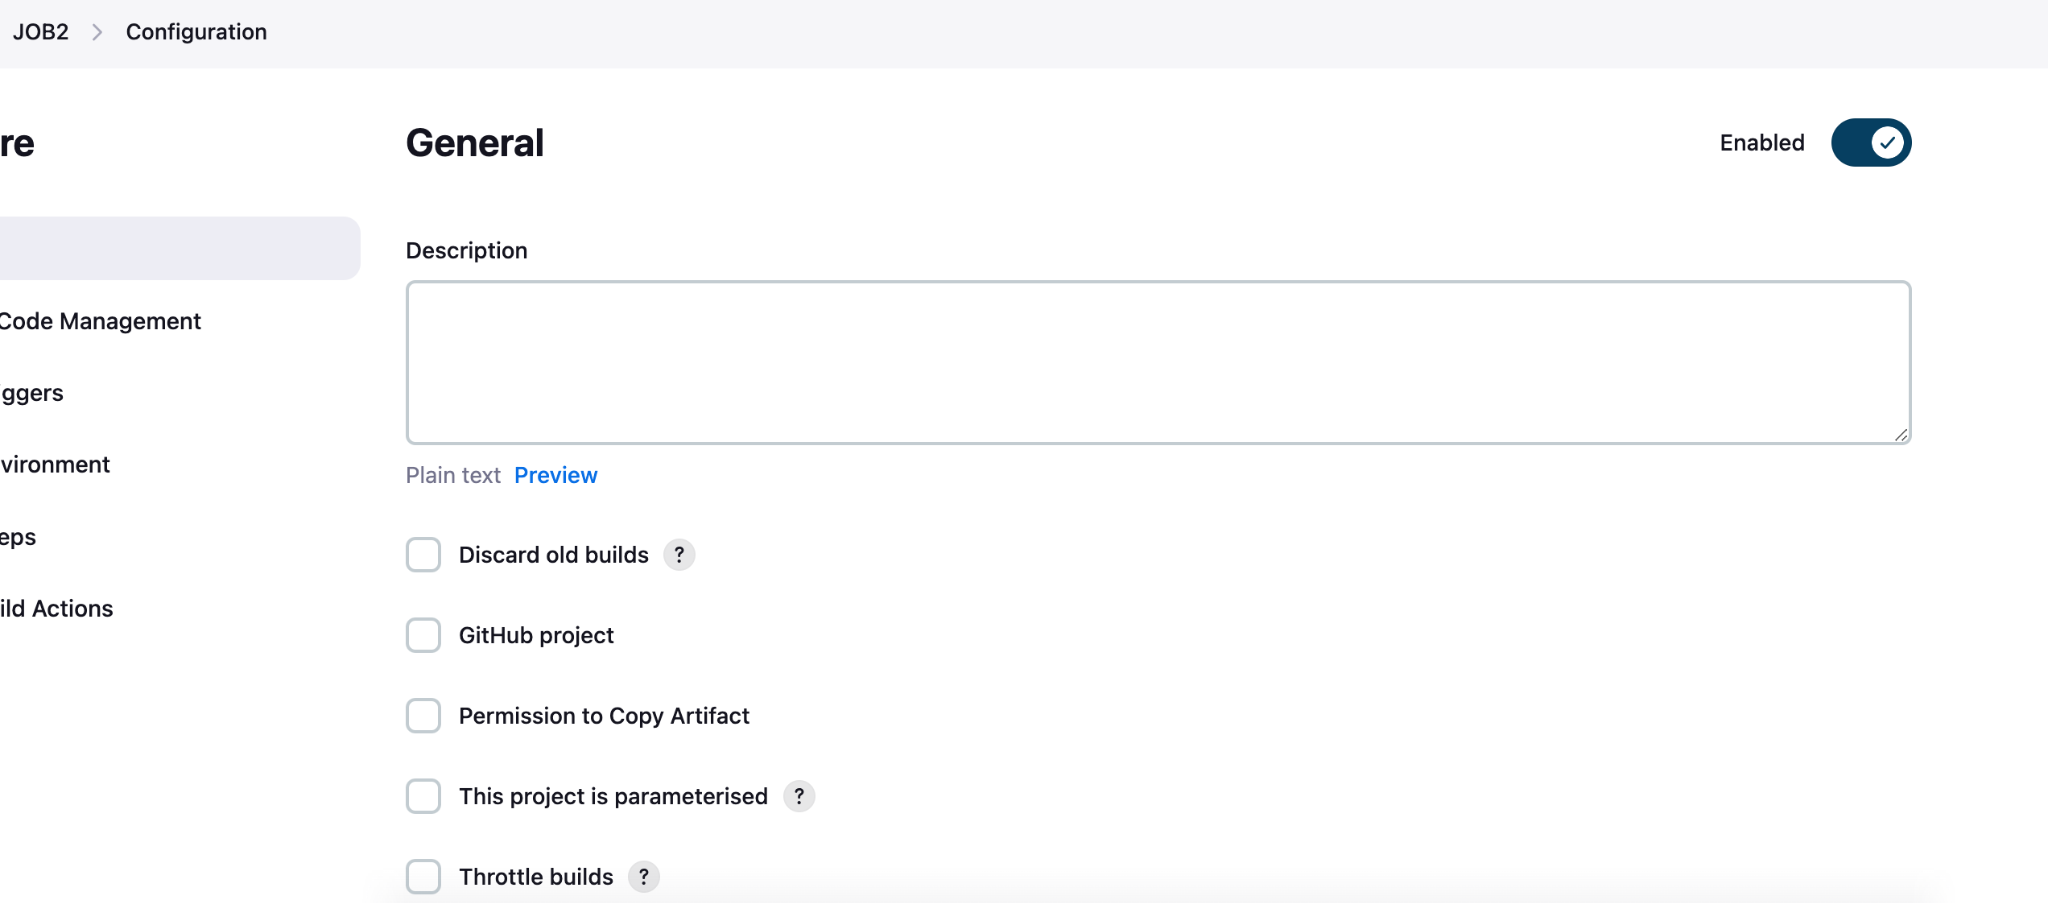 JOB2 > Configuration
re
General
Enabled
Description
Code Management
ggers
vironment
eps
ild Actions
Plain text Preview
Discard old builds ?
GitHub project
Permission to Copy Artifact
This project is parameterised ?
Throttle builds ?